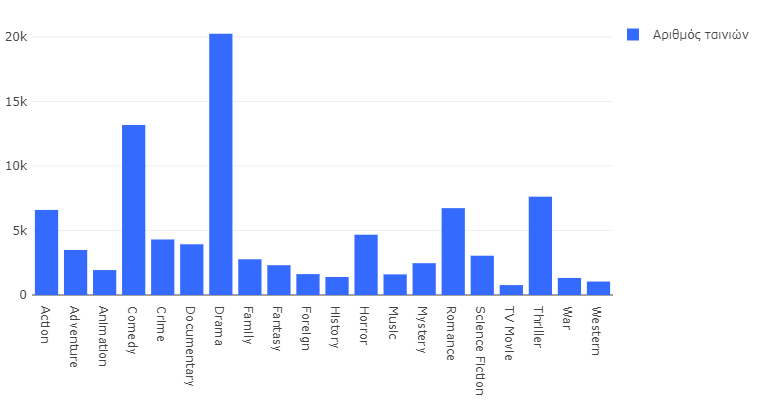 20k
15k
10k
5k
0
Action
Adventure
Animation
Comedy
Crime
Documentary
Drama
Family
Fantasy
Foreign
History
Horror
Music
Mystery
Romance
Science Fiction
TV Movie
Thriller
War
Western
Αριθμός ταινιών